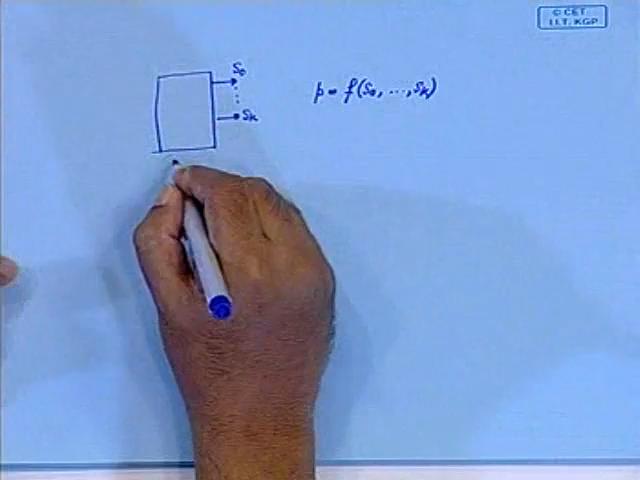 © CET
I.I.T. KGP
S₀
p = f(S₀, ..., Sₖ)
Sₖ